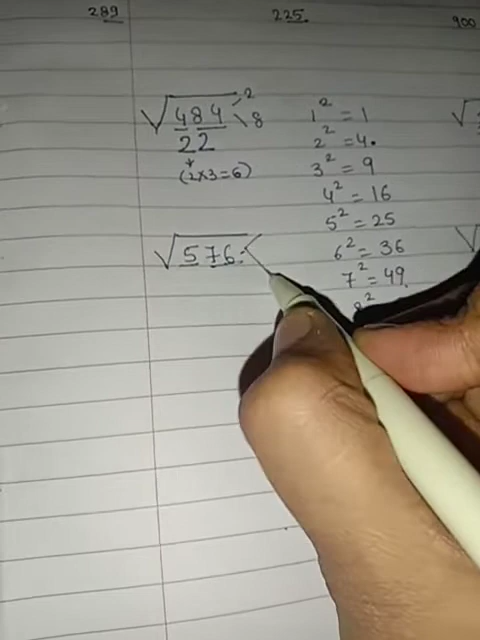 289 225. 900
√484 2 8
22
(2×3=6)
√576
1² = 1
2² = 4.
3² = 9
4² = 16
5² = 25
6² = 36
7² = 49
8²